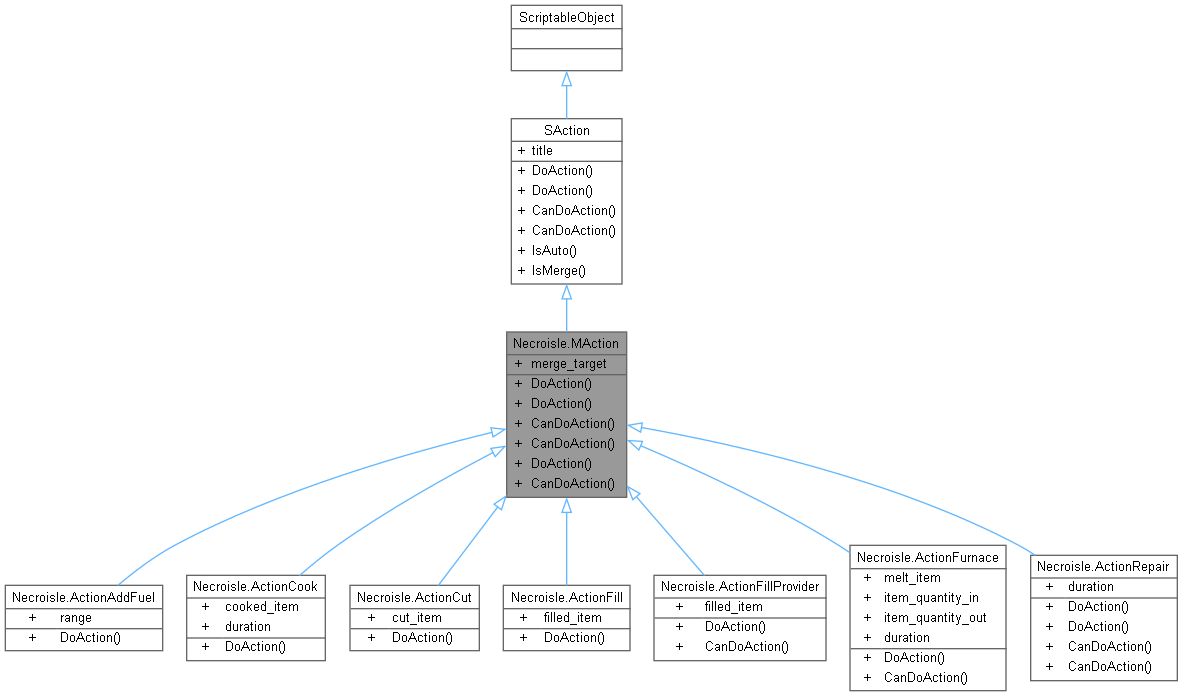 ScriptableObject
SAction
+ title
+ DoAction()
+ DoAction()
+ CanDoAction()
+ CanDoAction()
+ IsAuto()
+ IsMerge()
Necroisle.MAction
+ merge_target
+ DoAction()
+ DoAction()
+ CanDoAction()
+ CanDoAction()
+ DoAction()
+ CanDoAction()
Necroisle.ActionAddFuel
+ range
+ DoAction()
Necroisle.ActionCook
+ cooked_item
+ duration
+ DoAction()
Necroisle.ActionCut
+ cut_item
+ DoAction()
Necroisle.ActionFill
+ filled_item
+ DoAction()
Necroisle.ActionFillProvider
+ filled_item
+ DoAction()
+ CanDoAction()
Necroisle.ActionFurnace
+ melt_item
+ item_quantity_in
+ item_quantity_out
+ duration
+ DoAction()
+ CanDoAction()
Necroisle.ActionRepair
+ duration
+ DoAction()
+ DoAction()
+ CanDoAction()
+ CanDoAction()